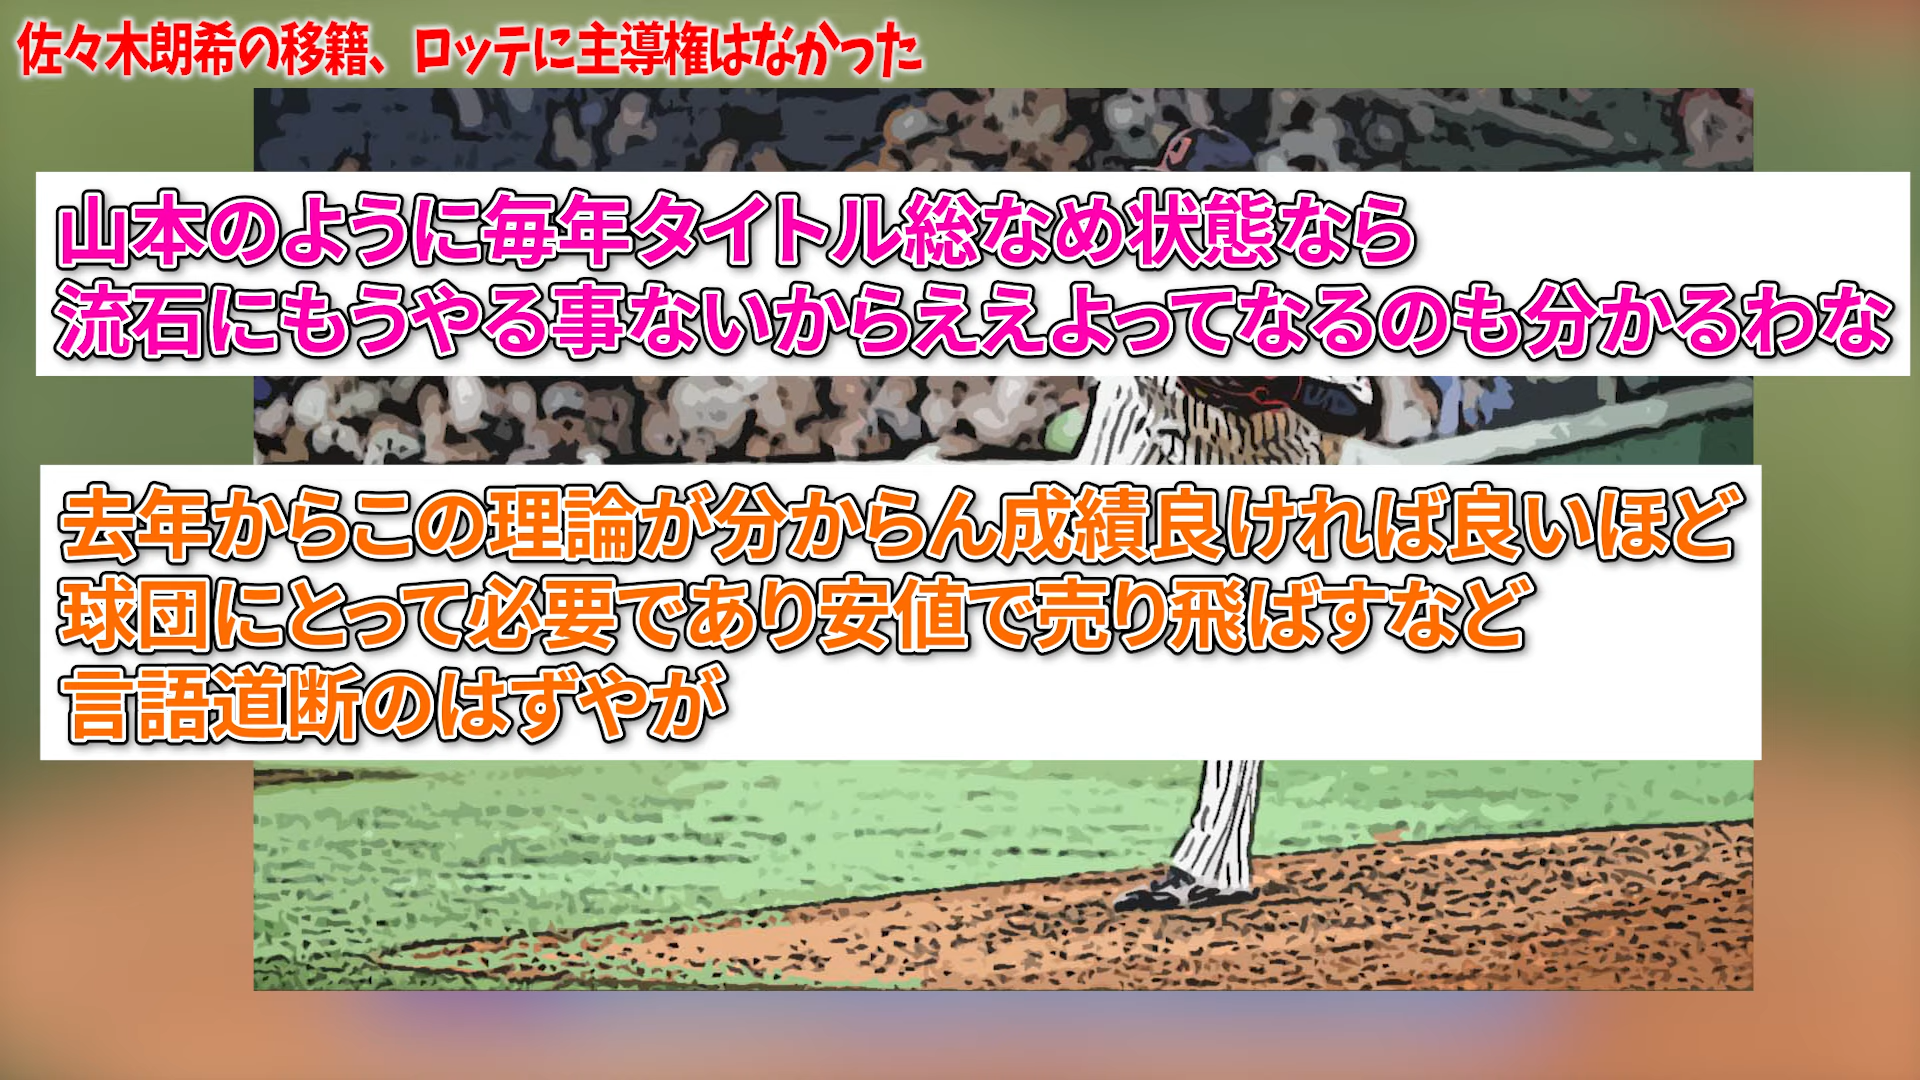 佐々木朗希の移籍、ロッテに主導権はなかった
山本のように毎年タイトル総なめ状態なら
流石にもうやる事ないからええよってなるのも分かるわな
去年からこの理論が分からん成績良ければ良いほど
球団にとって必要であり安値で売り飛ばすなど
言語道断のはずやが